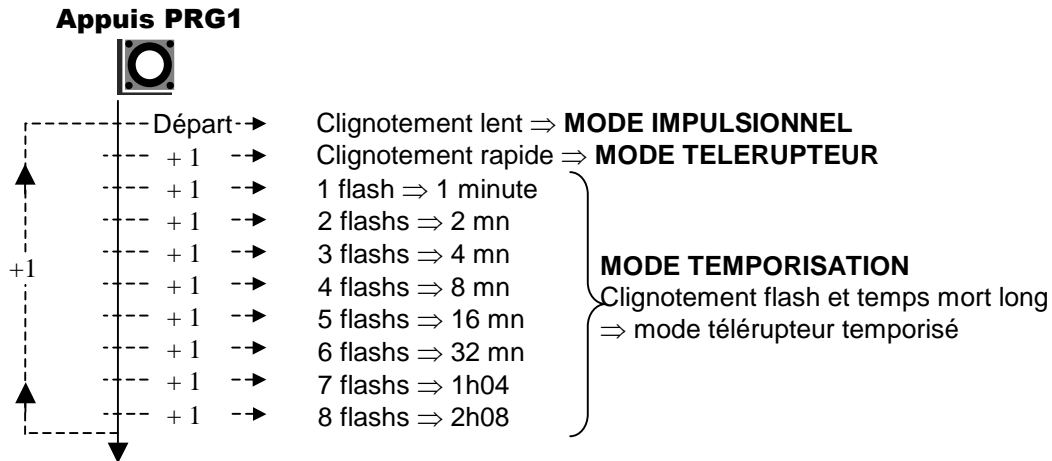 Appuis PRG1
Départ Clignotement lent ⇒ MODE IMPULSIONNEL
+ 1 Clignotement rapide ⇒ MODE TELERUPTEUR
+ 1 1 flash ⇒ 1 minute
+ 1 2 flashs ⇒ 2 mn
+ 1 3 flashs ⇒ 4 mn
+ 1 4 flashs ⇒ 8 mn
+ 1 5 flashs ⇒ 16 mn
+ 1 6 flashs ⇒ 32 mn
+ 1 7 flashs ⇒ 1h04
+ 1 8 flashs ⇒ 2h08
+1
MODE TEMPORISATION
Clignotement flash et temps mort long
⇒ mode télérupteur temporisé